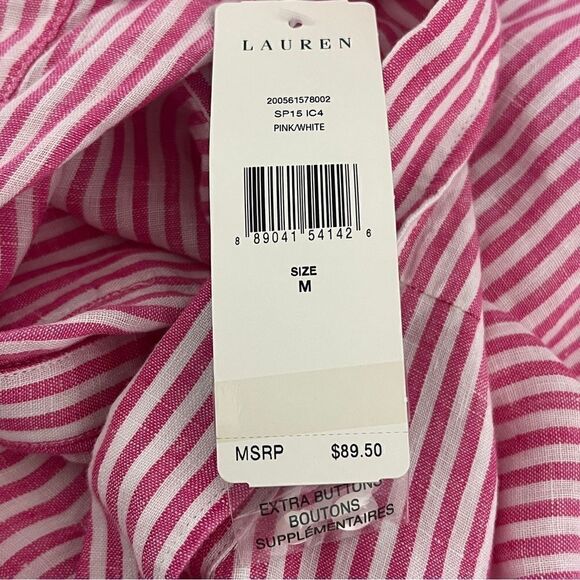 LAUREN
200561578002
SP15 IC4
PINK/WHITE
8 89041 54142 6
SIZE
M
MSRP $89.50
EXTRA BUTTONS
BOUTONS
SUPPLÉMENTAIRES